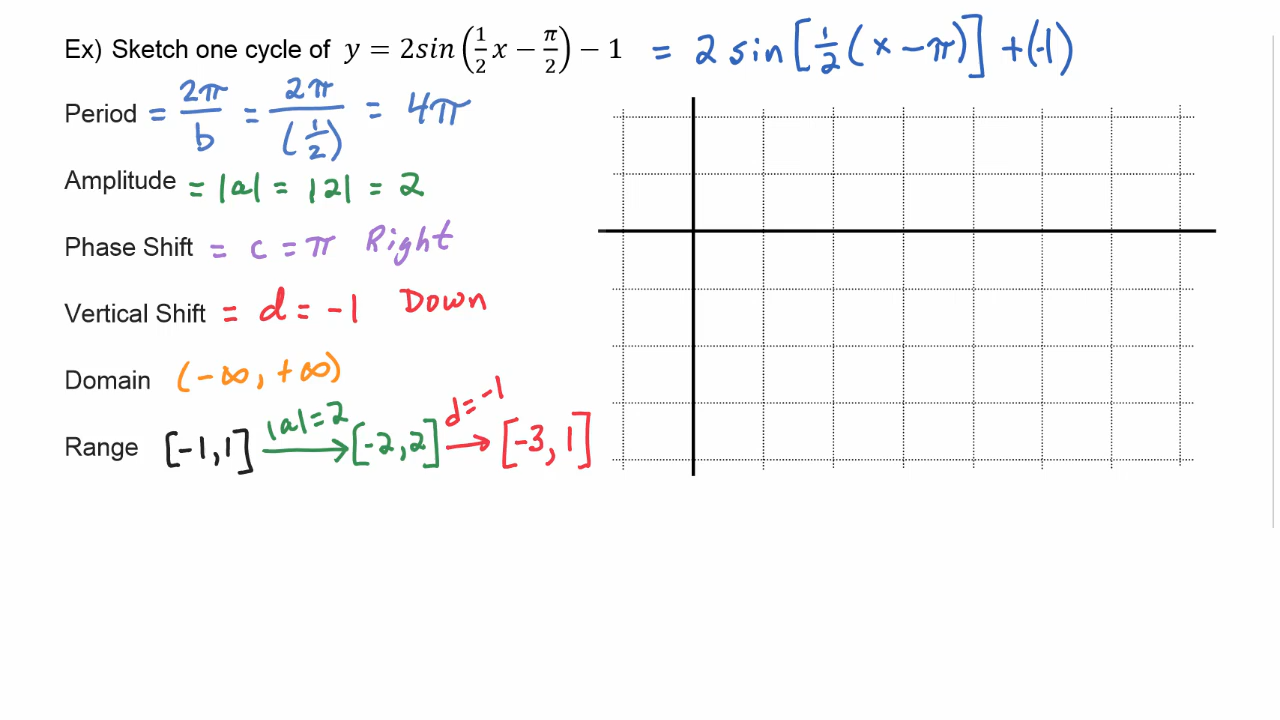 Ex) Sketch one cycle of y = 2sin(1/2 x − π/2) − 1 = 2 sin[1/2(x − π)] + (-1)
Period = 2π/b = 2π/(1/2) = 4π
Amplitude = |a| = |2| = 2
Phase Shift = c = π Right
Vertical Shift = d = -1 Down
Domain (-∞, +∞)
Range [-1,1] |a|=2 → [-2,2] d=-1 → [-3,1]